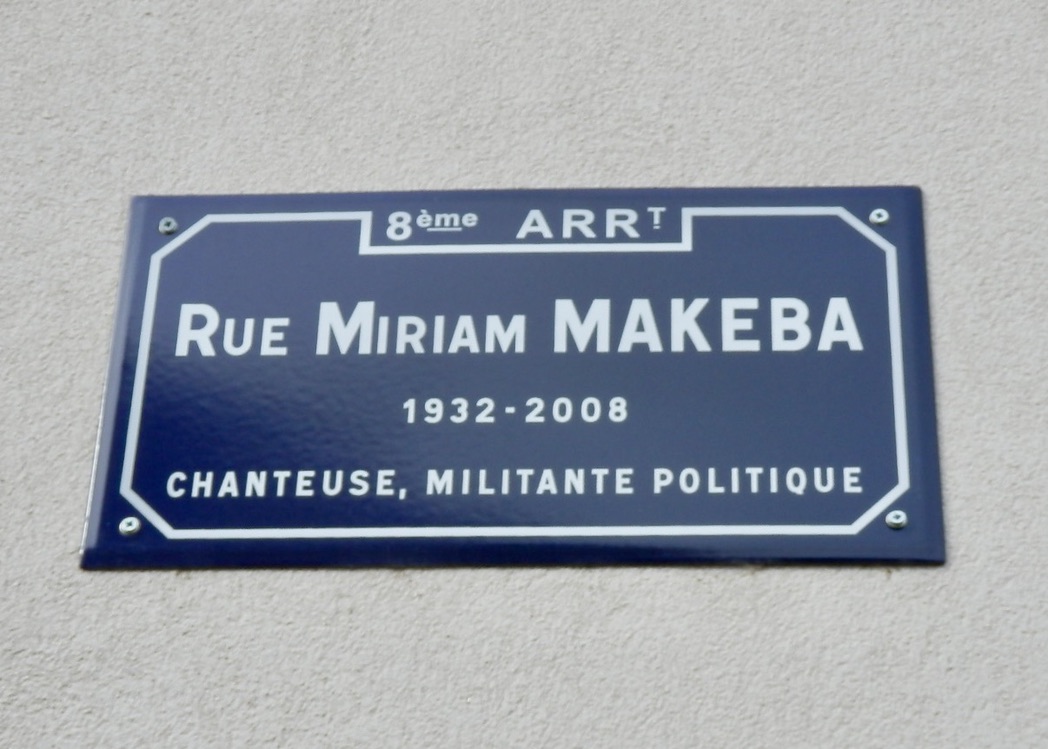 8ème ARRT
Rue Miriam MAKEBA
1932-2008
CHANTEUSE, MILITANTE POLITIQUE